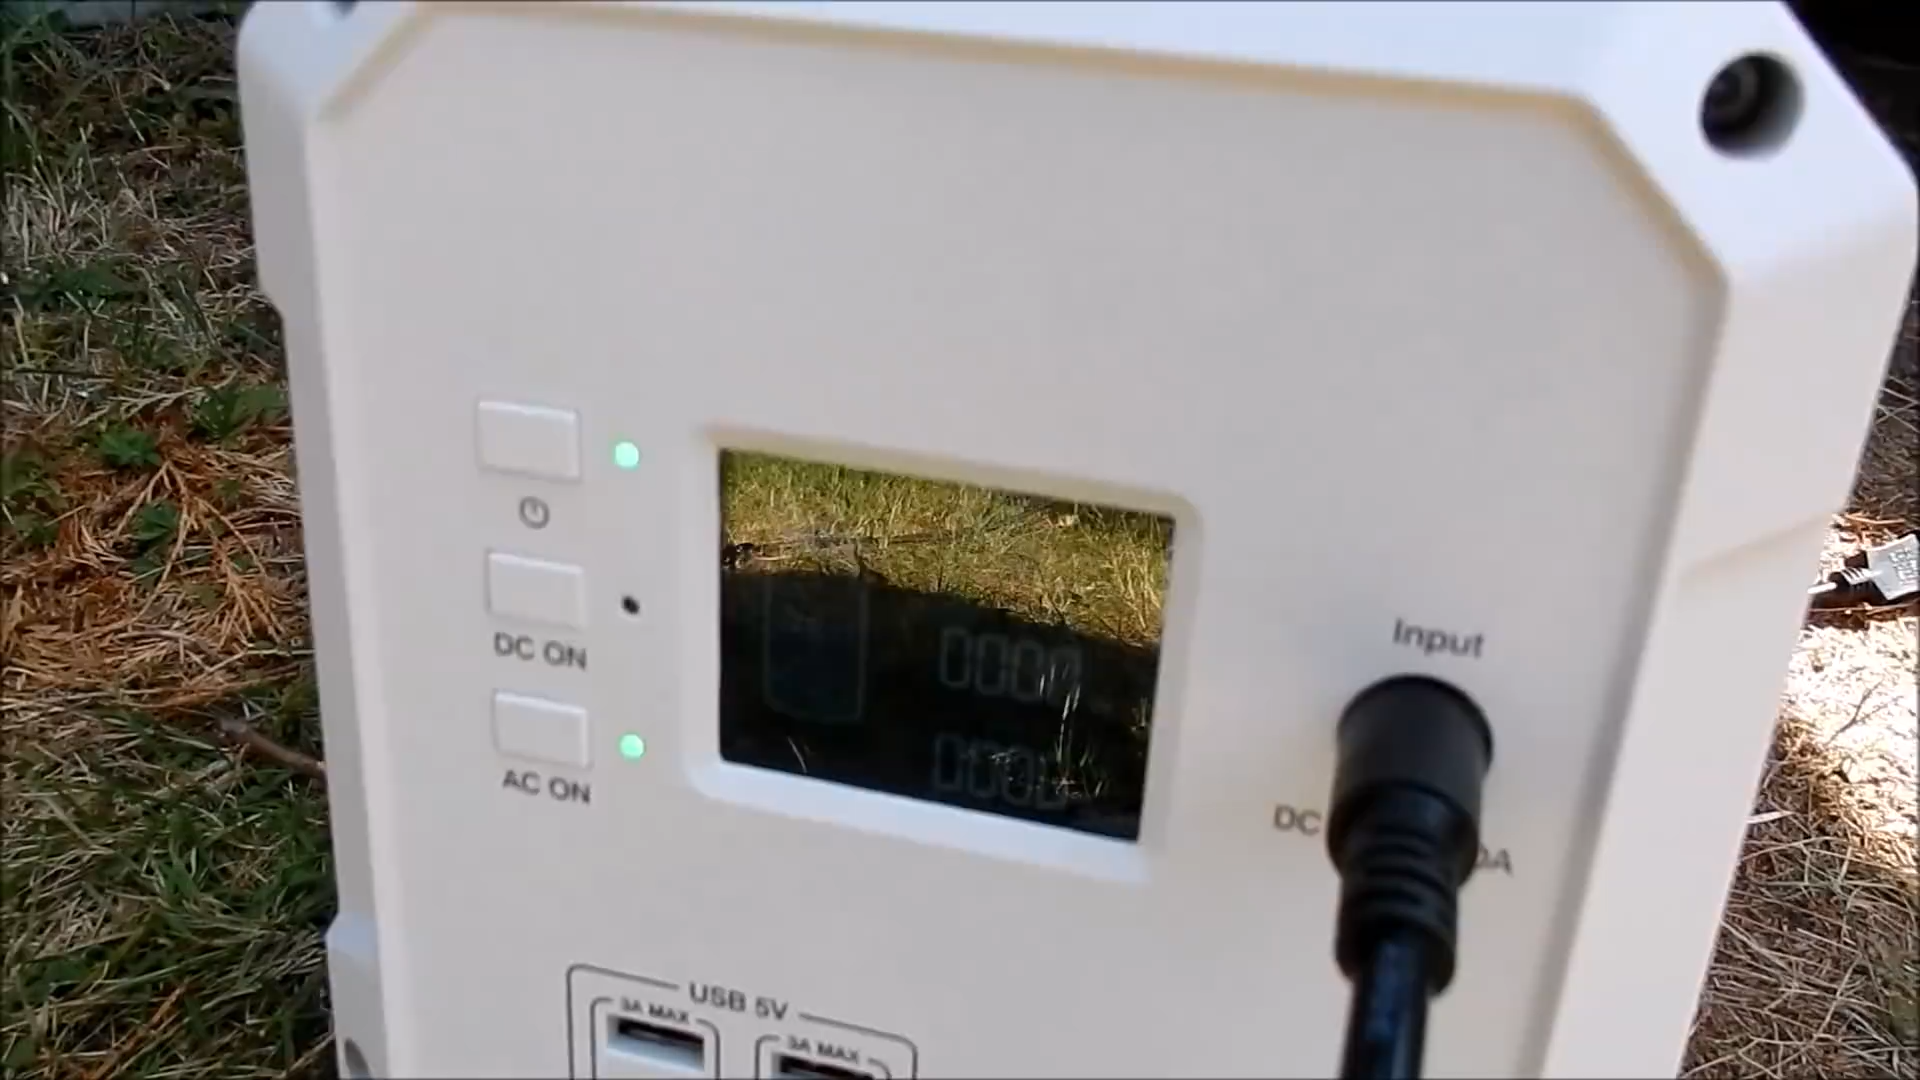 DC ON
AC ON
Input
DC
USB 5V
3A MAX
3A MAX